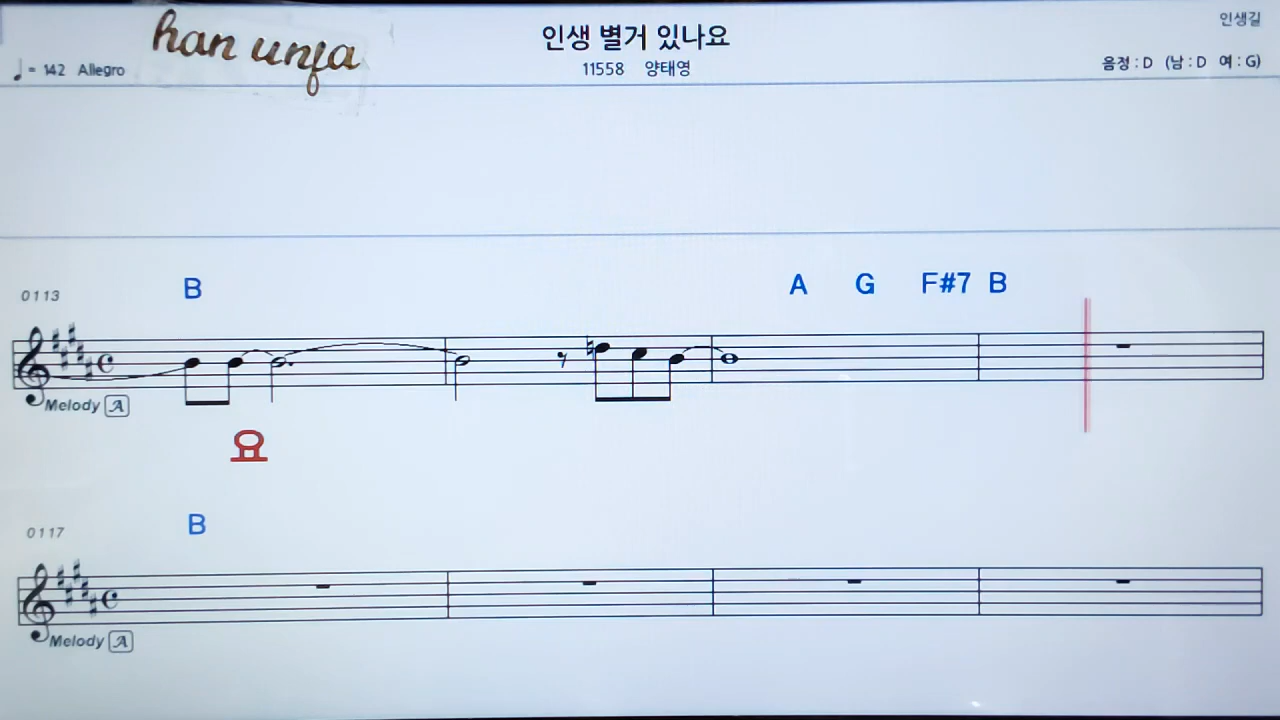 han unja
인생 별거 있나요
인생길
♩= 142 Allegro
11558 양태영
음정 : D (남 : D 여 : G)
0113
B A G F#7 B
Melody A
요
0117
B
Melody A